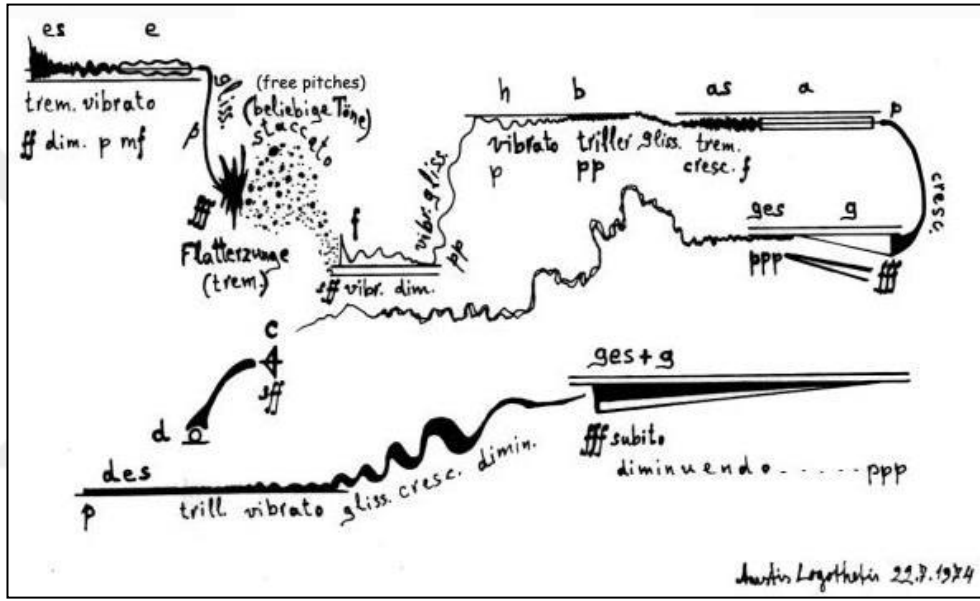 es e
trem. vibrato
ff dim. p mf
p
(free pitches)
(beliebige Töne)
staccato
fff
Flatterzunge
(trem.)
f
sff vibr. dim.
vibr. gliss.
pp
h b as a p
vibrato triller gliss. trem.
p pp cresc. f
cresc.
ges g
ppp fff
c
sff
d
des
p trill. vibrato gliss. cresc. dimin.
ges + g
fff subito
diminuendo . . . . . . ppp
Anestis Logothetis 22.7.1974